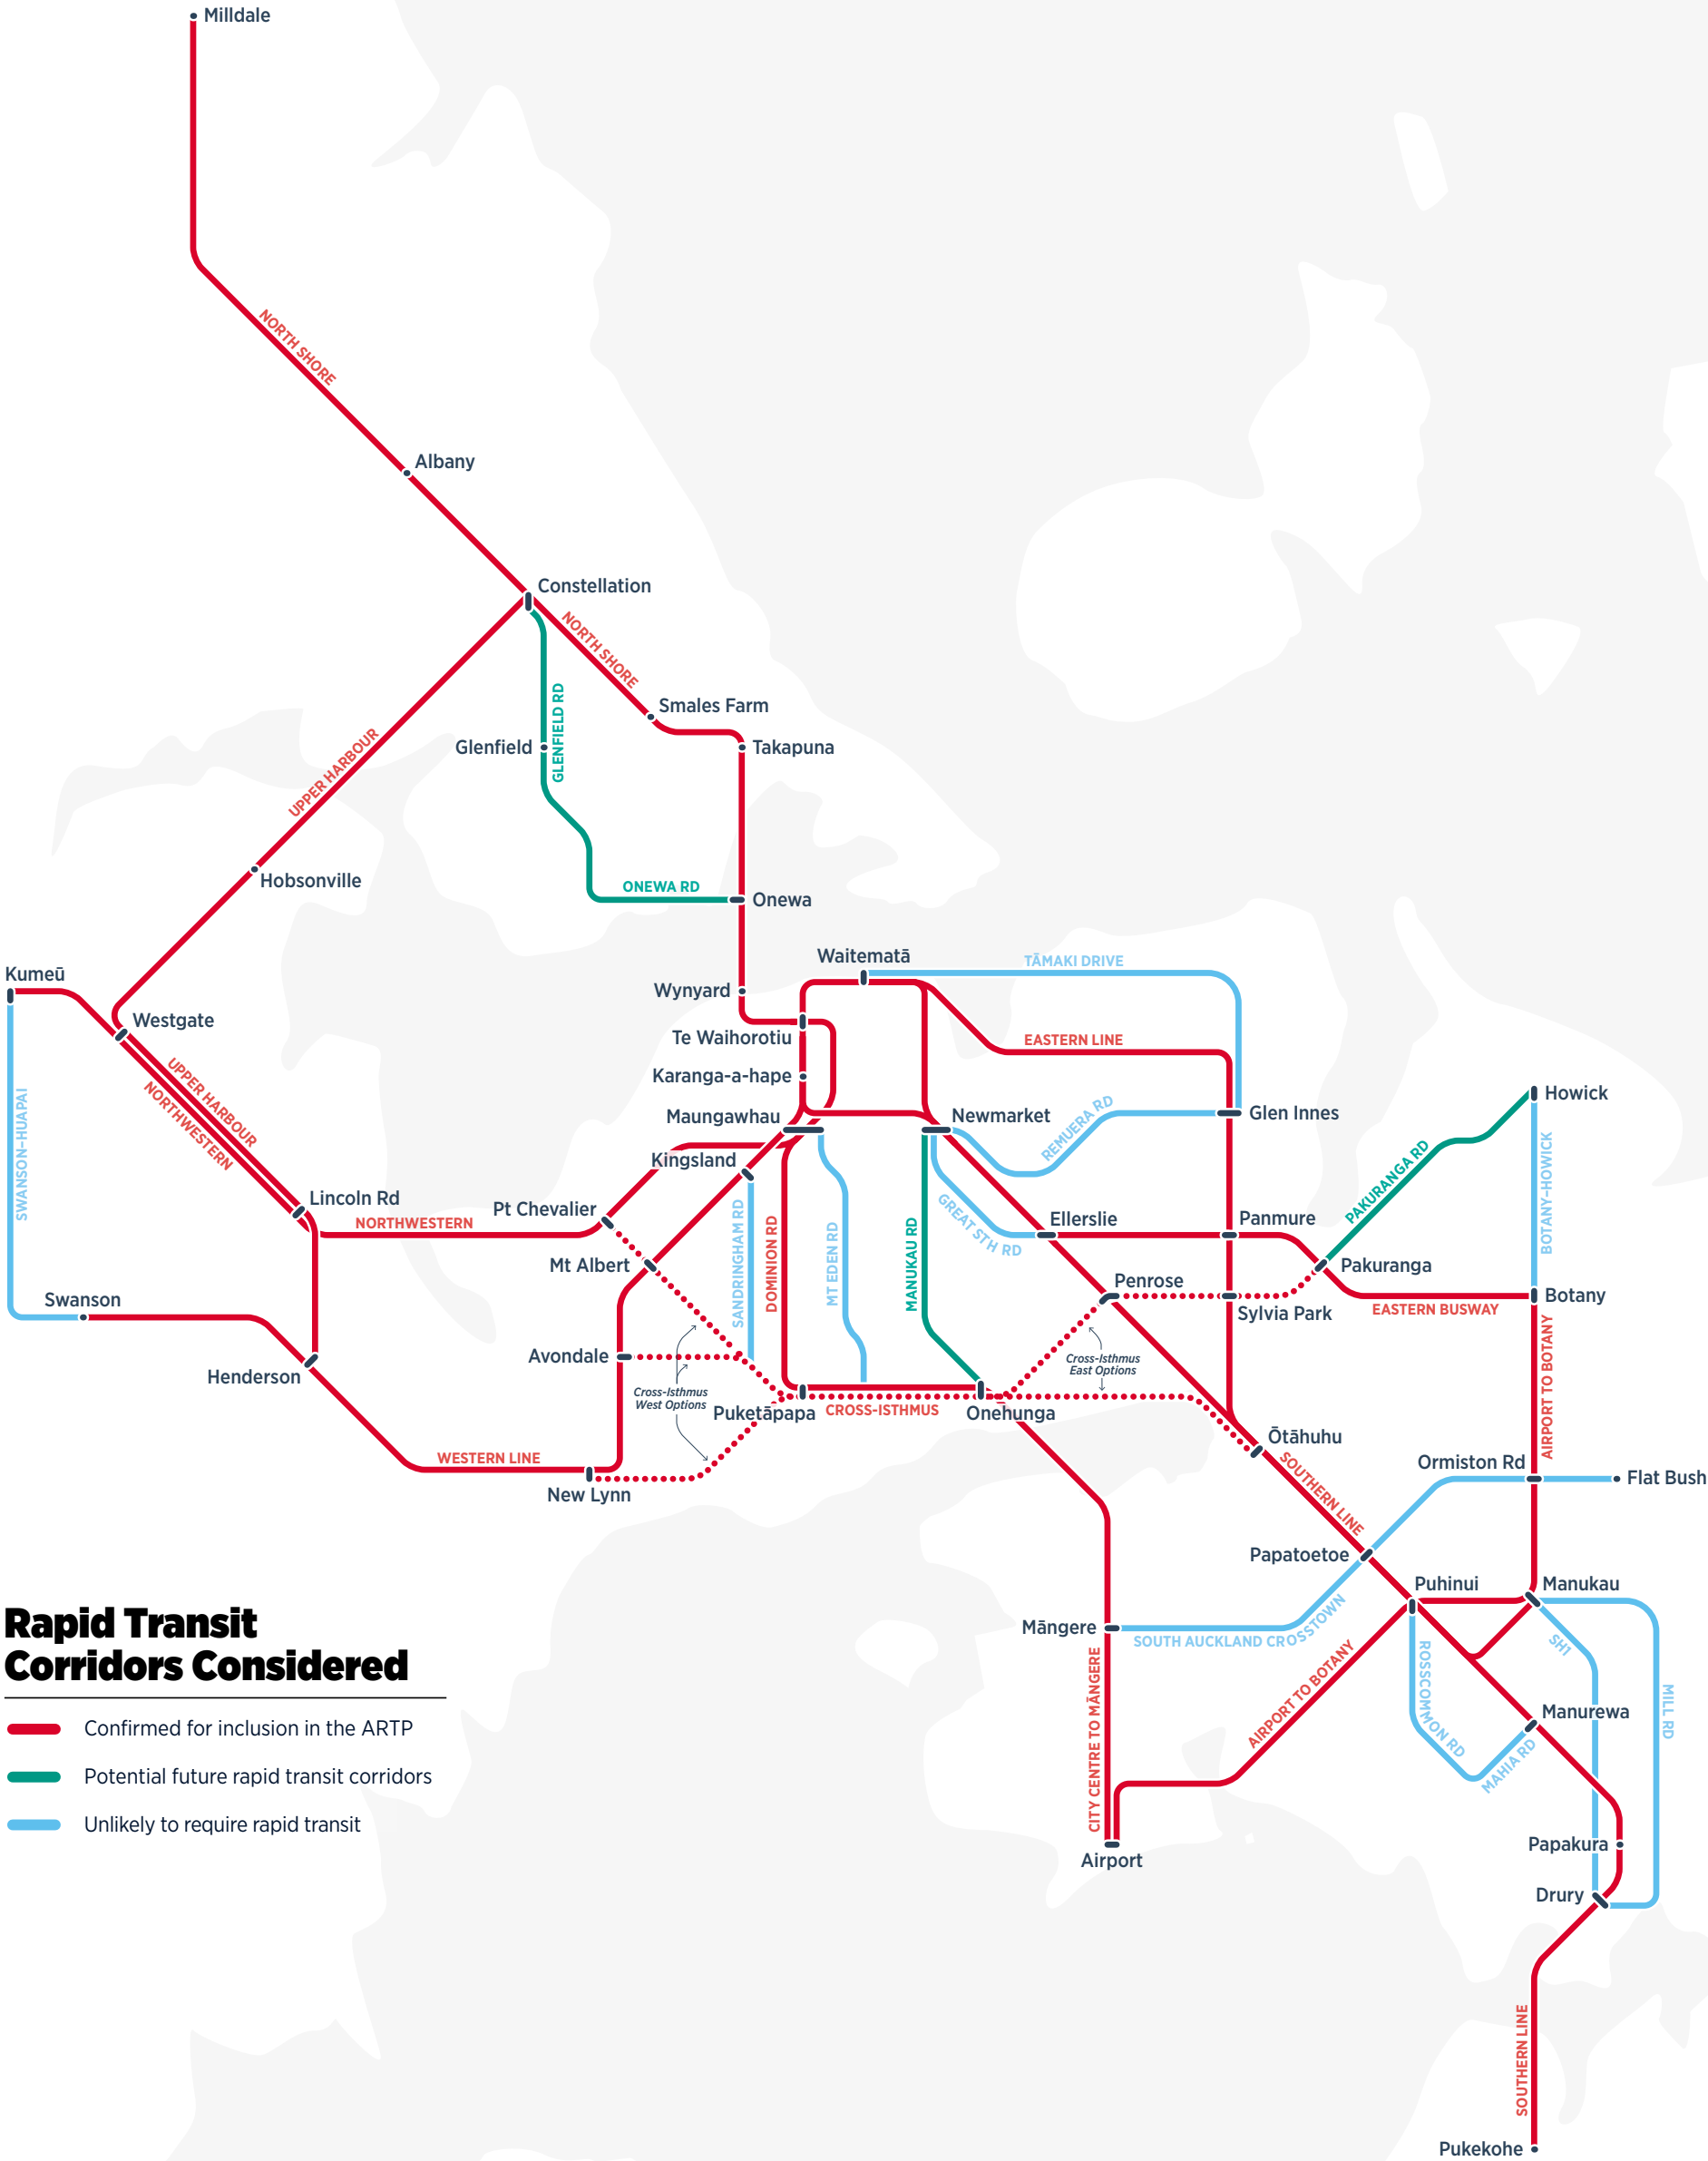 Milldale
NORTH SHORE
Albany
Constellation
NORTH SHORE
Smales Farm
GLENFIELD RD
Glenfield
Takapuna
UPPER HARBOUR
Hobsonville
ONEWA RD
Onewa
Waitematā
TĀMAKI DRIVE
Kumeū
Wynyard
Westgate
Te Waihorotiu
EASTERN LINE
UPPER HARBOUR
NORTHWESTERN
Karanga-a-hape
SWANSON-HUAPAI
Maungawhau
Newmarket
REMUERA RD
Glen Innes
Howick
Kingsland
PAKURANGA RD
BOTANY-HOWICK
Lincoln Rd
Pt Chevalier
NORTHWESTERN
SANDRINGHAM RD
DOMINION RD
MT EDEN RD
MANUKAU RD
GREAT STH RD
Ellerslie
Panmure
Mt Albert
Pakuranga
Penrose
Swanson
Sylvia Park
EASTERN BUSWAY
Botany
AIRPORT TO BOTANY
Avondale
Henderson
Cross-Isthmus
East Options
Cross-Isthmus
West Options
Puketāpapa
CROSS-ISTHMUS
Onehunga
Ōtāhuhu
WESTERN LINE
New Lynn
SOUTHERN LINE
Ormiston Rd
Flat Bush
Papatoetoe
Puhinui
Manukau
Māngere
SOUTH AUCKLAND CROSSTOWN
SH1
CITY CENTRE TO MĀNGERE
AIRPORT TO BOTANY
ROSCOMMON RD
MAHIA RD
Manurewa
MILL RD
Airport
Papakura
Drury
SOUTHERN LINE
Pukekohe
Rapid Transit
Corridors Considered
Confirmed for inclusion in the ARTP
Potential future rapid transit corridors
Unlikely to require rapid transit